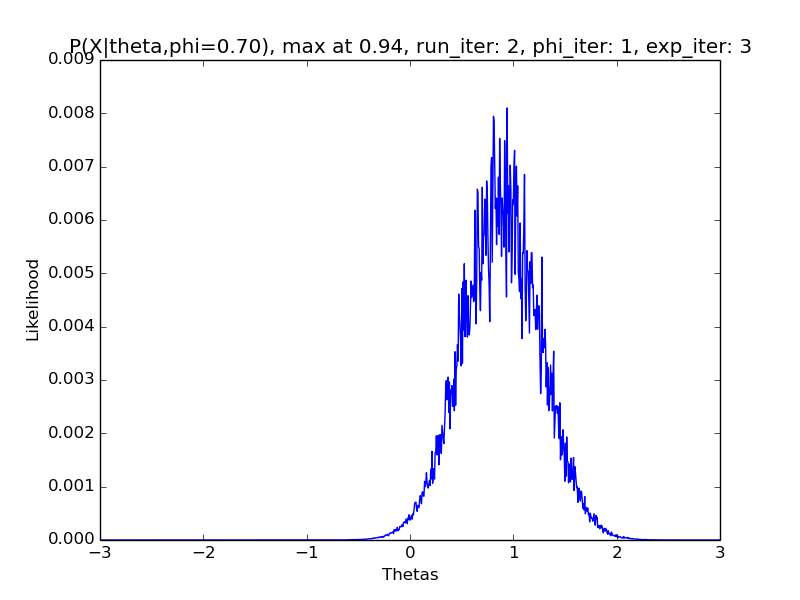 P(X|theta,phi=0.70), max at 0.94, run_iter: 2, phi_iter: 1, exp_iter: 3
0.009
0.008
0.007
0.006
0.005
0.004
0.003
0.002
0.001
0.000
Likelihood
−3 −2 −1 0 1 2 3
Thetas